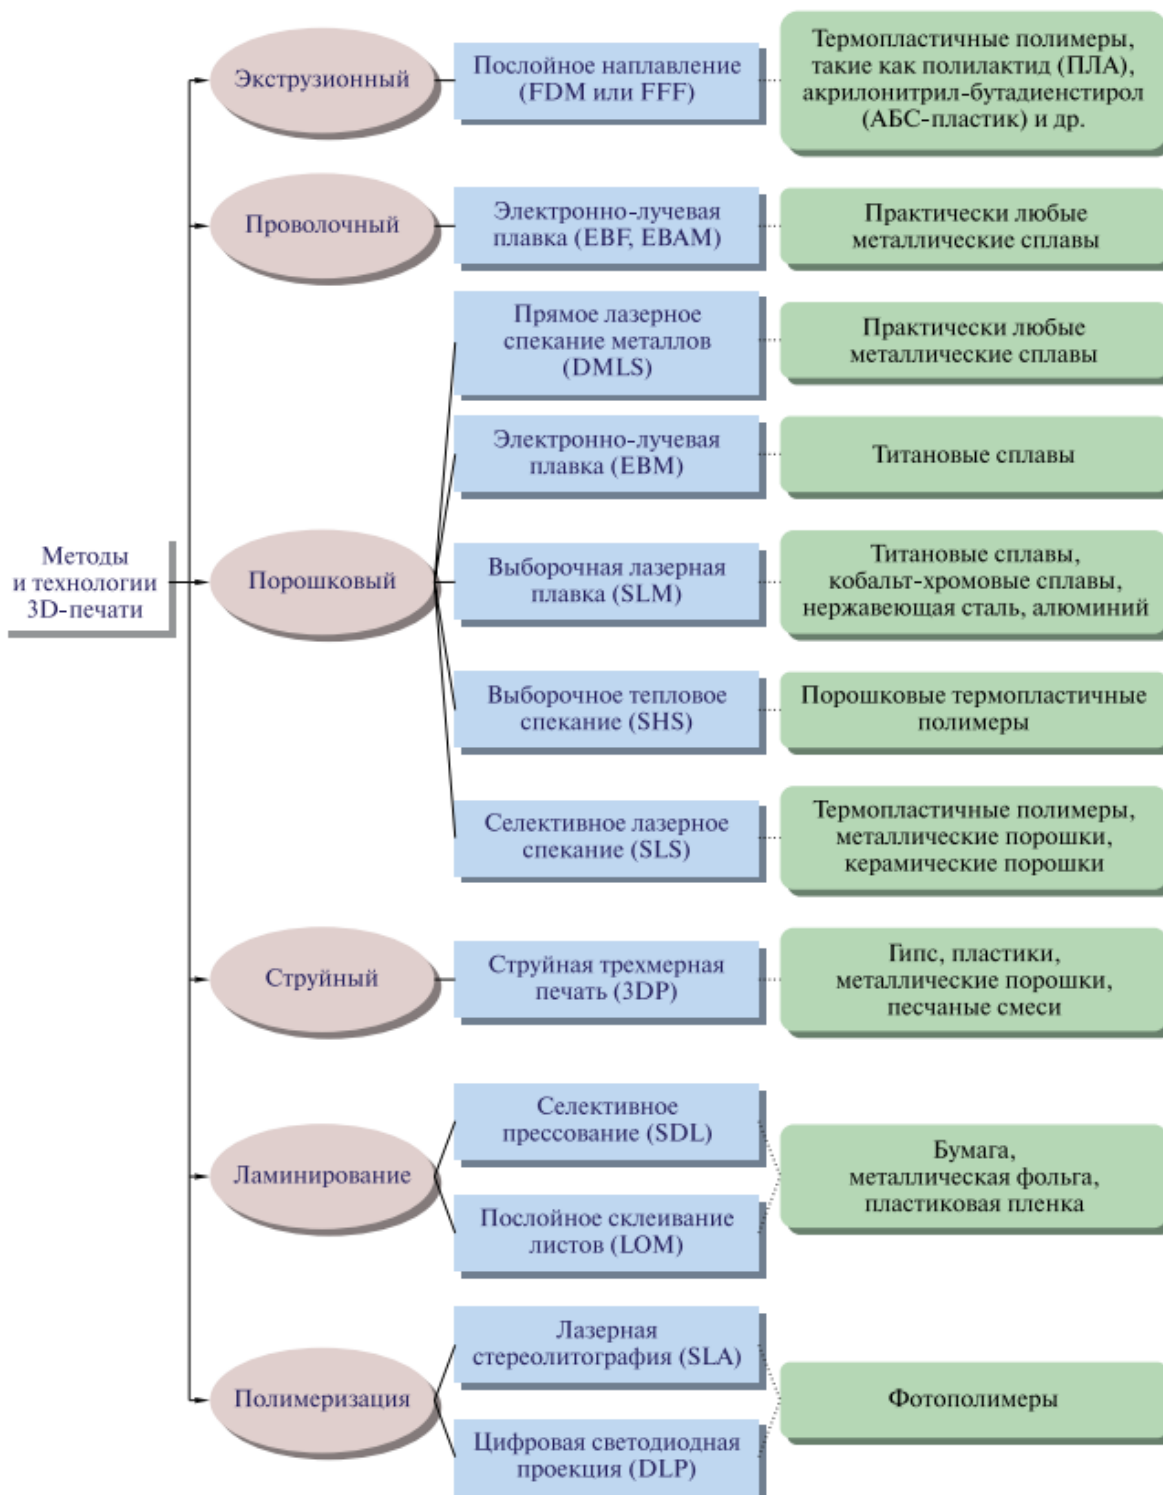 Методы
и технологии
3D-печати
Экструзионный
Послойное наплавление
(FDM или FFF)
Термопластичные полимеры,
такие как полилактид (ПЛА),
акрилонитрил-бутадиенстирол
(АБС-пластик) и др.
Проволочный
Электронно-лучевая
плавка (EBF, EBAM)
Практически любые
металлические сплавы
Порошковый
Прямое лазерное
спекание металлов
(DMLS)
Практически любые
металлические сплавы
Электронно-лучевая
плавка (EBM)
Титановые сплавы
Выборочная лазерная
плавка (SLM)
Титановые сплавы,
кобальт-хромовые сплавы,
нержавеющая сталь, алюминий
Выборочное тепловое
спекание (SHS)
Порошковые термопластичные
полимеры
Селективное лазерное
спекание (SLS)
Термопластичные полимеры,
металлические порошки,
керамические порошки
Струйный
Струйная трехмерная
печать (3DP)
Гипс, пластики,
металлические порошки,
песчаные смеси
Ламинирование
Селективное
прессование (SDL)
Послойное склеивание
листов (LOM)
Бумага,
металлическая фольга,
пластиковая пленка
Полимеризация
Лазерная
стереолитография (SLA)
Цифровая светодиодная
проекция (DLP)
Фотополимеры